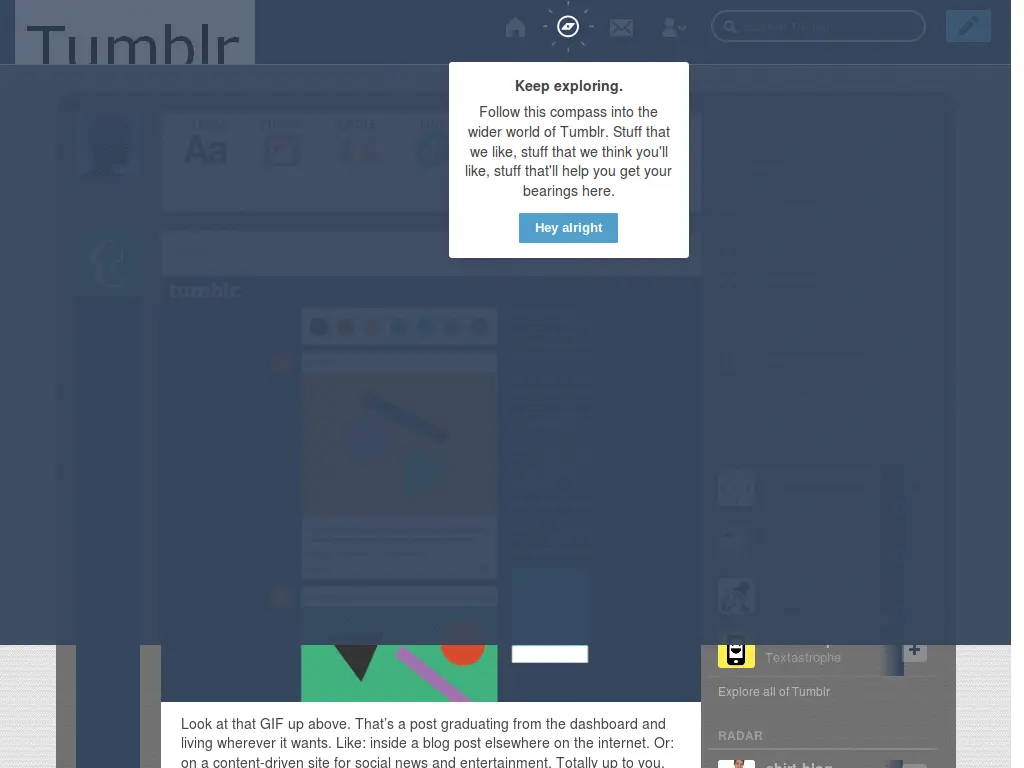 Tumblr
Keep exploring.
Follow this compass into the
wider world of Tumblr. Stuff that
we like, stuff that we think you'll
like, stuff that'll help you get your
bearings here.
Hey alright
Aa
tumblr.
Textastrophe
Explore all of Tumblr
RADAR
Look at that GIF up above. That's a post graduating from the dashboard and
living wherever it wants. Like: inside a blog post elsewhere on the internet. Or:
on a content-driven site for social news and entertainment. Totally up to you.